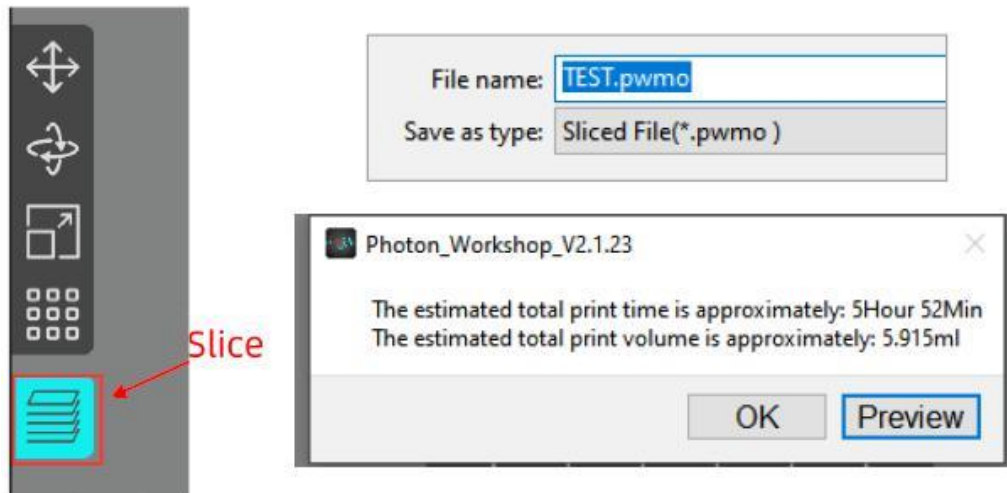 File name: TEST.pwmo
Save as type: Sliced File(*.pwmo )
Photon_Workshop_V2.1.23
The estimated total print time is approximately: 5Hour 52Min
The estimated total print volume is approximately: 5.915ml
Slice
OK Preview